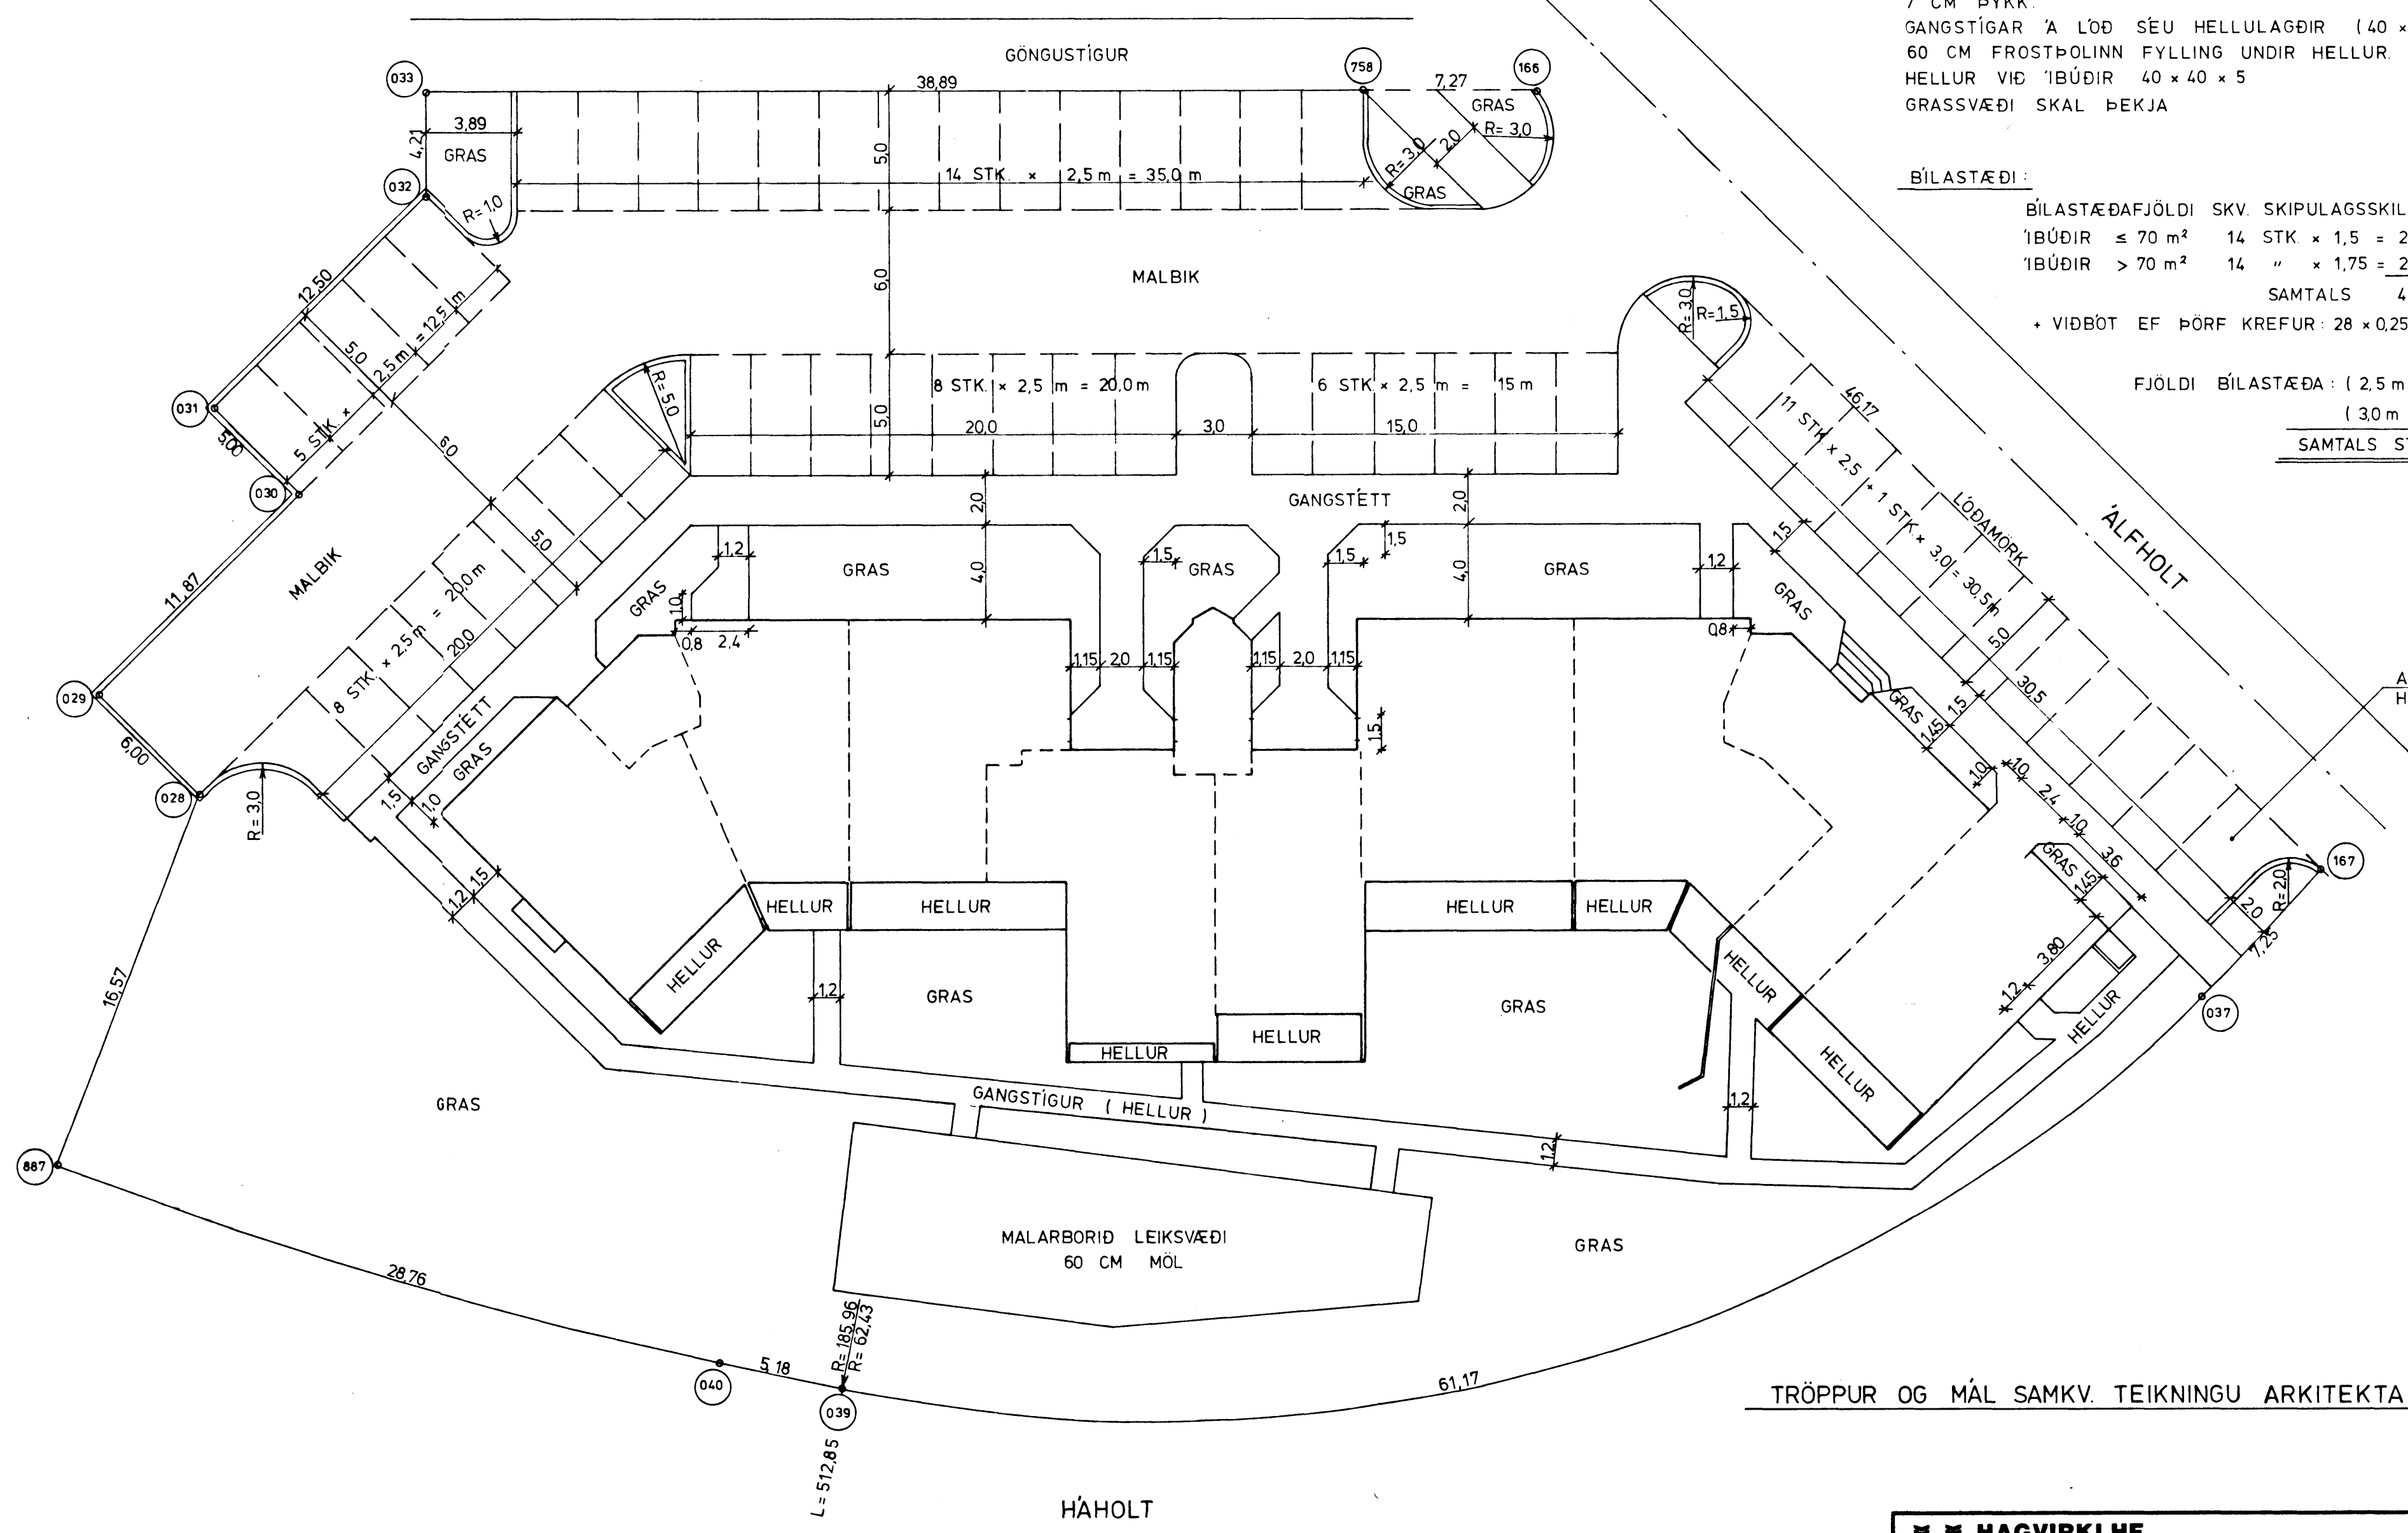 7 CM ÞYKK.
GANGSTÍGAR Á LÓÐ SÉU HELLULAGÐIR (40 ×
60 CM FROSTÞOLINN FYLLING UNDIR HELLUR.
HELLUR VIÐ ÍBÚÐIR 40 × 40 × 5
GRASSVÆÐI SKAL ÞEKJA
BÍLASTÆÐI:
BÍLASTÆÐAFJÖLDI SKV. SKIPULAGSSKIL
ÍBÚÐIR ≤ 70 m² 14 STK. × 1,5 = 2
ÍBÚÐIR > 70 m² 14 " × 1,75 = 2
SAMTALS 4
+ VIÐBÓT EF ÞÖRF KREFUR: 28 × 0,25
FJÖLDI BÍLASTÆÐA: ( 2,5 m
( 3,0 m
SAMTALS ST
GÖNGUSTÍGUR
033
38,89
758
7,27
166
3,89
4,21
GRAS
5,0
14 STK. × 2,5 m = 35,0 m
GRAS
R= 3,0
2,0
R= 3,0
GRAS
032
R= 1,0
12,50
5,0
5 STK. × 2,5 m = 12,5 m
6,0
MALBIK
R= 3,0
R= 1,5
031
5,00
030
6,0
R= 5,0
8 STK. × 2,5 m = 20,0 m
6 STK × 2,5 m = 15 m
5,0
20,0
3,0
15,0
46,17
11 STK × 2,5 + 1 STK × 3,0 = 30,5 m
LÓÐAMÖRK
ÁLFHOLT
GANGSTÉTT
2,0
2,0
MALBIK
11,87
5,0
8 STK. × 2,5 m = 20,0 m
20,0
1,2
GRAS
1,0
0,8
2,4
GRAS
4,0
1,5
GRAS
1,5
1,5
GRAS
4,0
1,2
0,8
1,5
GRAS
5,0
30,5
1,15
2,0
1,15
1,15
2,0
1,15
1,5
029
6,00
028
R= 3,0
GANGSTÉTT
GRAS
1,5
1,0
GRAS
1,45
1,5
1,0
1,0
2,4
1,0
3,6
GRAS
1,45
A
H
167
R= 2,0
2,0
7,25
037
1,2
1,5
HELLUR
HELLUR
HELLUR
HELLUR
HELLUR
HELLUR
HELLUR
3,80
1,2
HELLUR
16,57
1,2
GRAS
GRAS
HELLUR
HELLUR
HELLUR
1,2
GRAS
GANGSTÍGUR ( HELLUR )
1,2
887
MALARBORIÐ LEIKSVÆÐI
60 CM MÖL
GRAS
28,76
R= 185,96
R= 62,43
5,18
040
039
61,17
L= 512,85
HÁHOLT
TRÖPPUR OG MÁL SAMKV. TEIKNINGU ARKITEKTA
HAGVIRKI HF